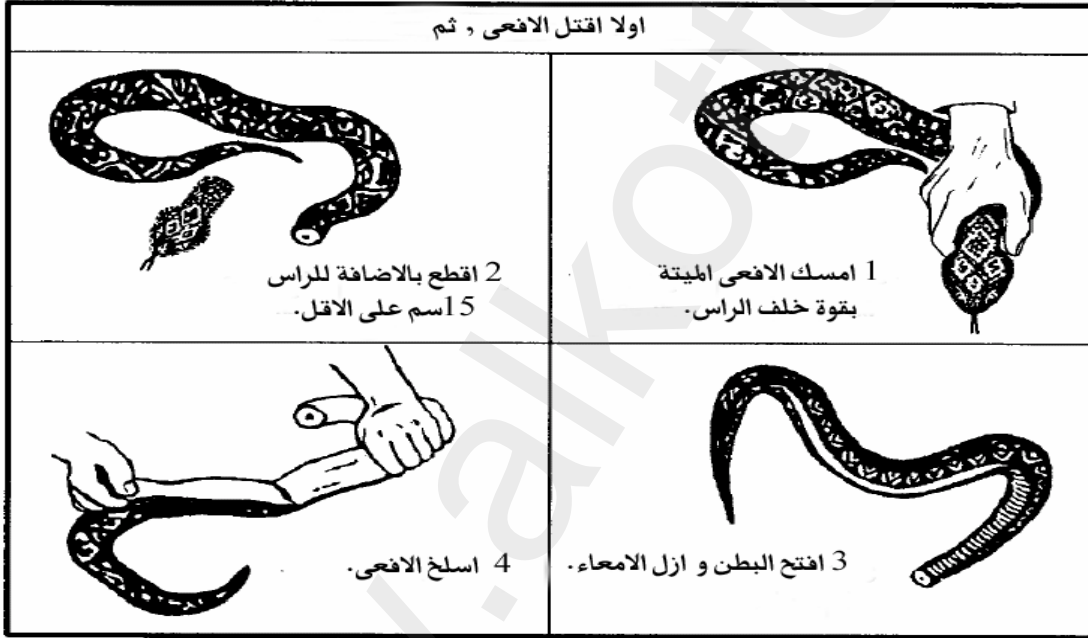 اولا اقتل الافعى , ثم
1 امسك الافعى الميتة
بقوة خلف الراس.
2 اقطع بالاضافة للراس
15سم على الاقل.
3 افتح البطن و ازل الامعاء.
4 اسلخ الافعى.